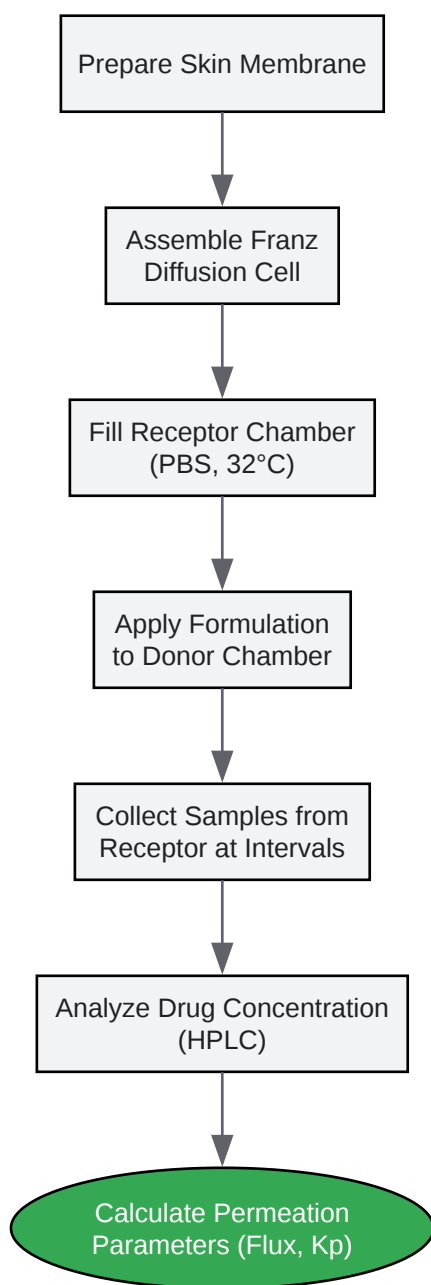 Prepare Skin Membrane
Assemble Franz
Diffusion Cell
Fill Receptor Chamber
(PBS, 32°C)
Apply Formulation
to Donor Chamber
Collect Samples from
Receptor at Intervals
Analyze Drug Concentration
(HPLC)
Calculate Permeation
Parameters (Flux, Kp)